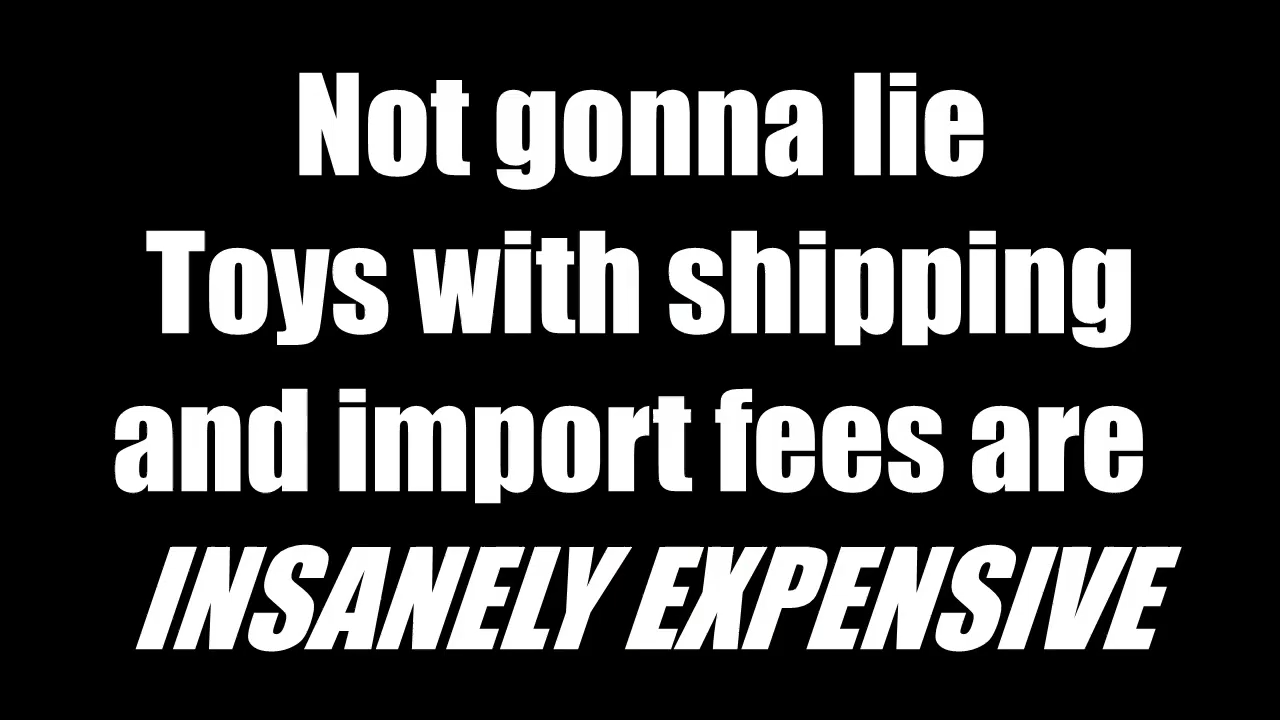 Not gonna lie
Toys with shipping
and import fees are
INSANELY EXPENSIVE